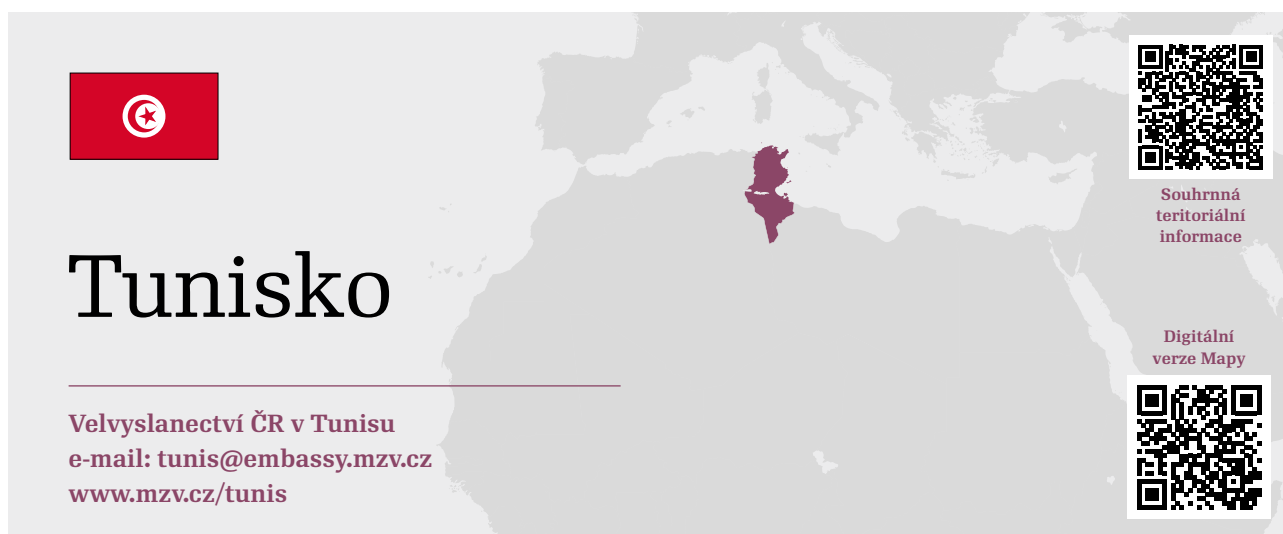 Tunisko
Velvyslanectví ČR v Tunisu
e-mail: tunis@embassy.mzv.cz
www.mzv.cz/tunis
Souhrnná
teritoriální
informace
Digitální
verze Mapy